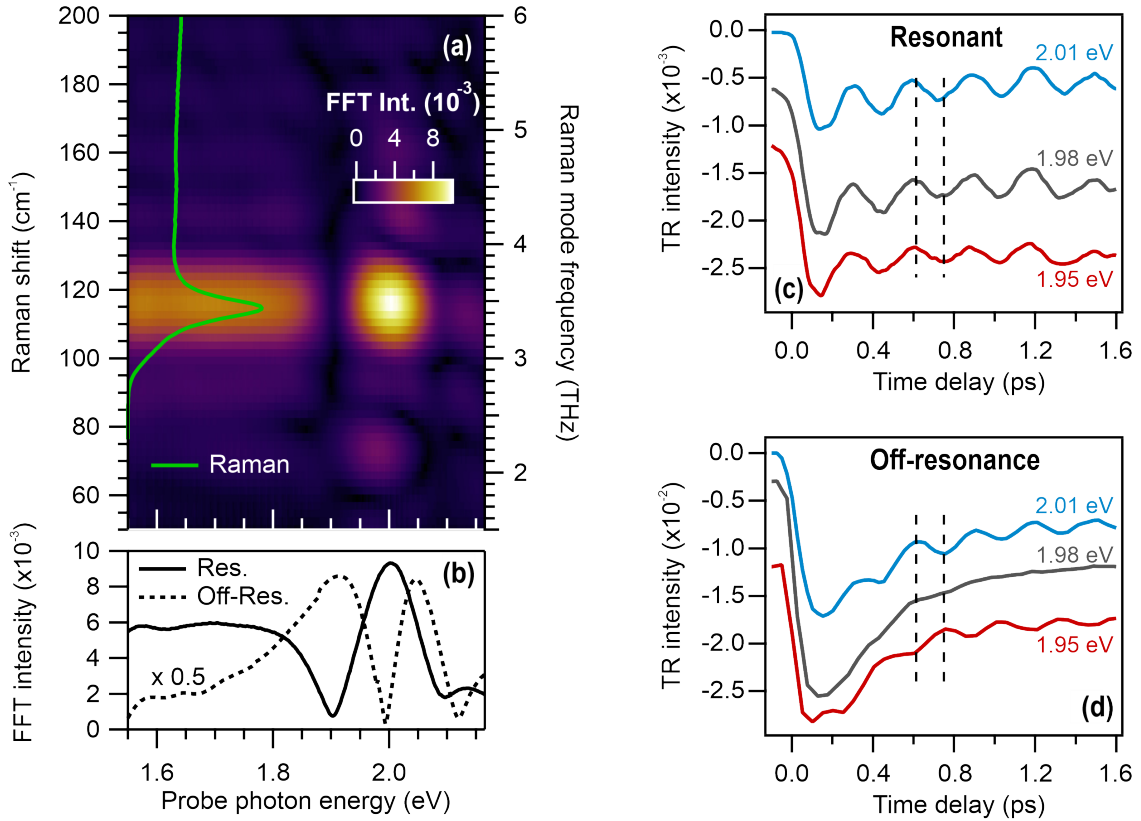 (a)
FFT Int. (10⁻³)
0 4 8
200
180
160
140
120
100
80
60
Raman shift (cm⁻¹)
6
5
4
3
2
Raman mode frequency (THz)
Raman
(b)
Res.
Off-Res.
x 0.5
10
8
6
4
2
0
FFT intensity (x10⁻³)
1.6 1.8 2.0
Probe photon energy (eV)
Resonant
2.01 eV
1.98 eV
1.95 eV
(c)
0.0
-0.5
-1.0
-1.5
-2.0
-2.5
TR intensity (x10⁻³)
0.0 0.4 0.8 1.2 1.6
Time delay (ps)
Off-resonance
2.01 eV
1.98 eV
1.95 eV
(d)
0.0
-0.5
-1.0
-1.5
-2.0
-2.5
TR intensity (x10⁻²)
0.0 0.4 0.8 1.2 1.6
Time delay (ps)